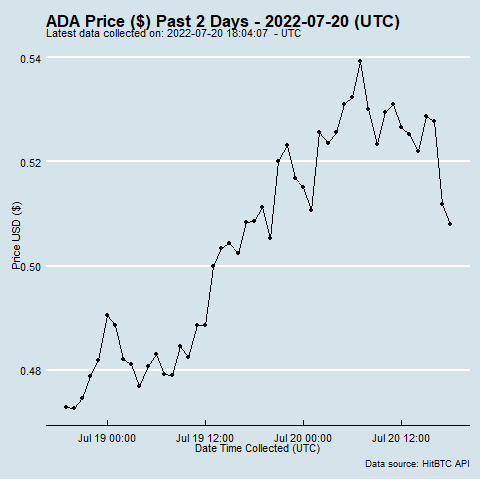 ADA Price ($) Past 2 Days - 2022-07-20 (UTC)
Latest data collected on: 2022-07-20 18:04:07  - UTC
0.54
0.52
0.50
0.48
Price USD ($)
Jul 19 00:00
Jul 19 12:00
Jul 20 00:00
Jul 20 12:00
Date Time Collected (UTC)
Data source: HitBTC API